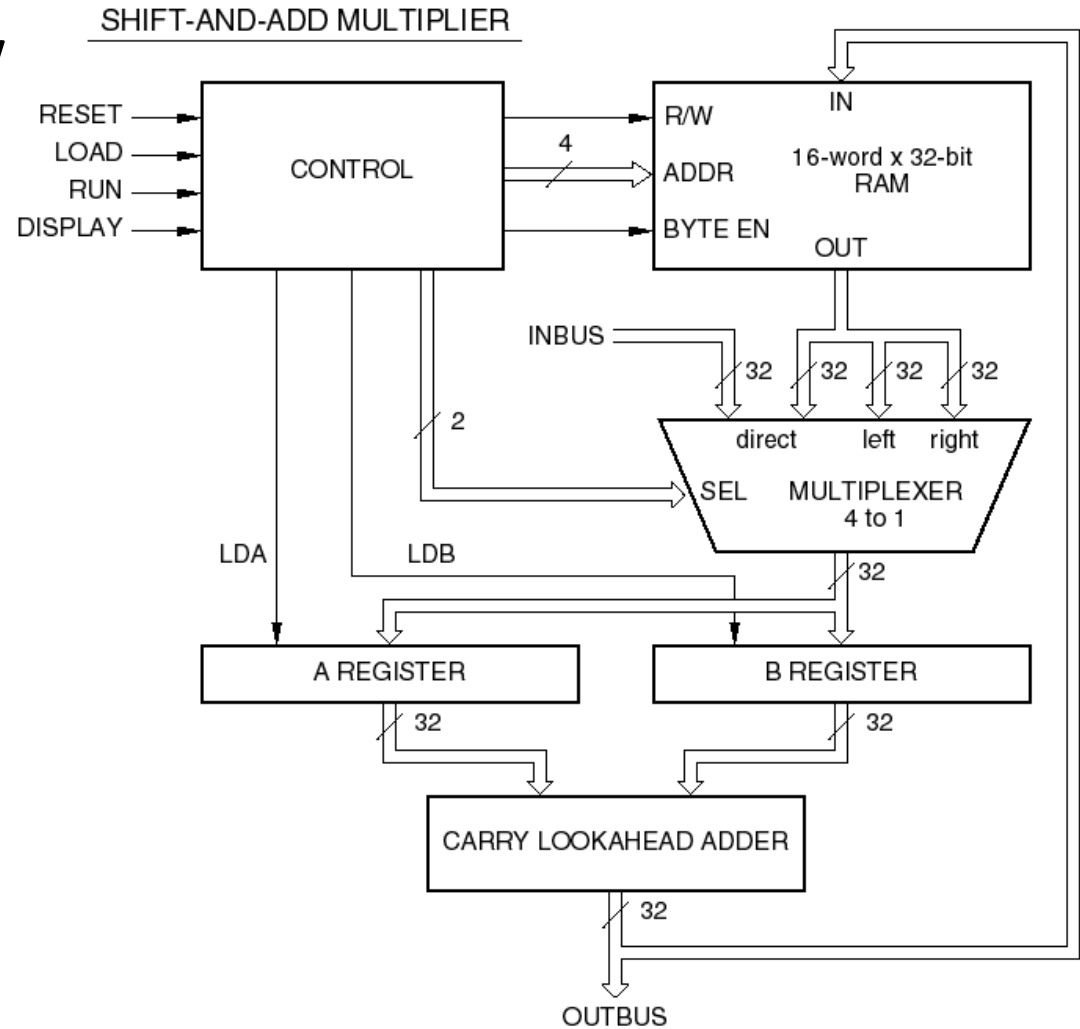 SHIFT-AND-ADD MULTIPLIER
RESET
LOAD
RUN
DISPLAY
CONTROL
4
IN
R/W
16-word x 32-bit
RAM
ADDR
BYTE EN
OUT
INBUS
32
32
32
32
direct
left
right
2
SEL
MULTIPLEXER
4 to 1
LDA
LDB
32
A REGISTER
B REGISTER
32
32
CARRY LOOKAHEAD ADDER
32
OUTBUS